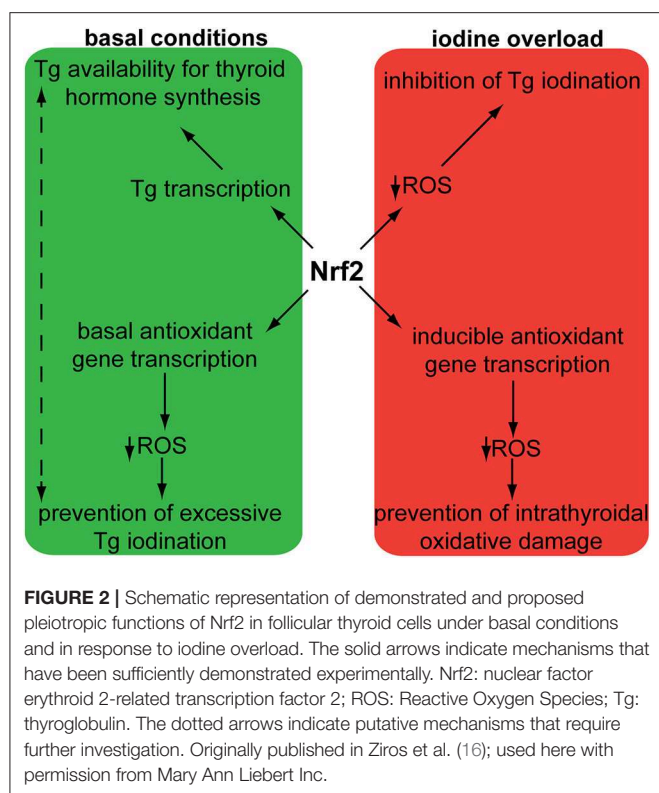 basal conditions
iodine overload
Tg availability for thyroid
hormone synthesis
inhibition of Tg iodination
Tg transcription
ROS
Nrf2
basal antioxidant
gene transcription
inducible antioxidant
gene transcription
ROS
ROS
prevention of excessive
Tg iodination
prevention of intrathyroidal
oxidative damage
FIGURE 2 | Schematic representation of demonstrated and proposed
pleiotropic functions of Nrf2 in follicular thyroid cells under basal conditions
and in response to iodine overload. The solid arrows indicate mechanisms that
have been sufficiently demonstrated experimentally. Nrf2: nuclear factor
erythroid 2-related transcription factor 2; ROS: Reactive Oxygen Species; Tg:
thyroglobulin. The dotted arrows indicate putative mechanisms that require
further investigation. Originally published in Ziros et al. (16); used here with
permission from Mary Ann Liebert Inc.